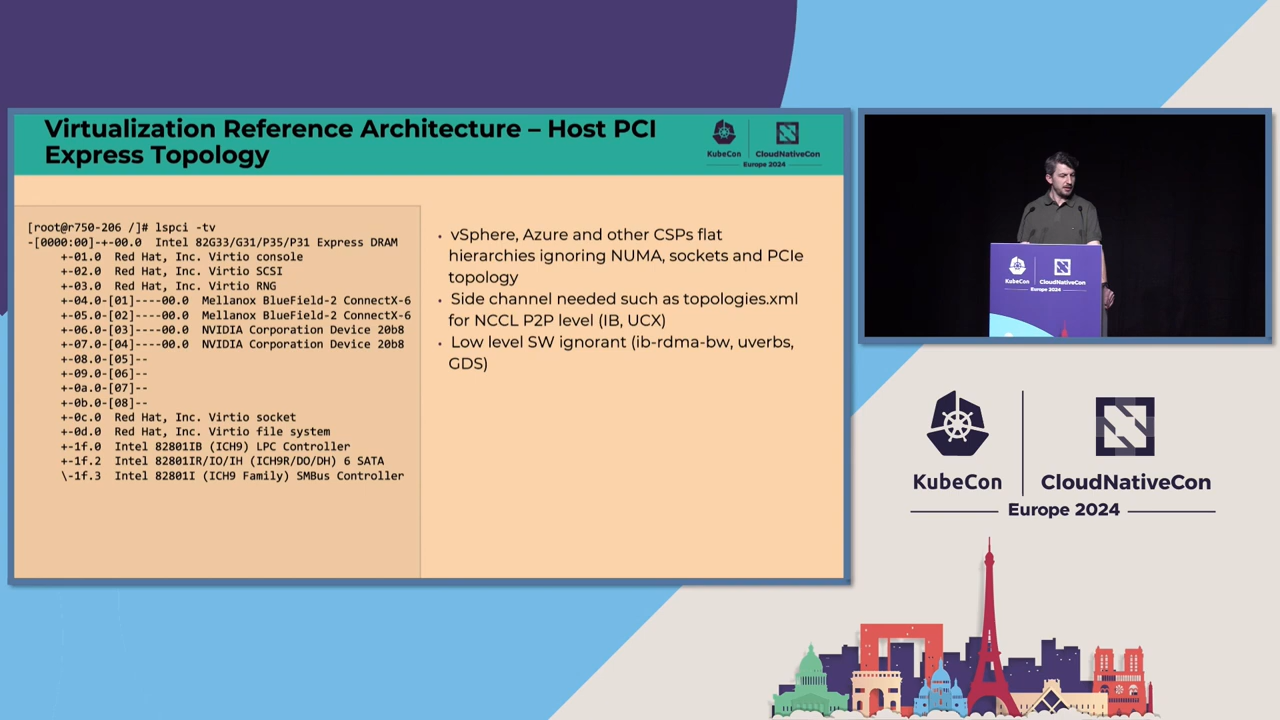 Virtualization Reference Architecture – Host PCI
Express Topology
KubeCon
CloudNativeCon
Europe 2024
[root@r750-206 /]# lspci -tv
-[0000:00]-+-00.0  Intel 82G33/G31/P35/P31 Express DRAM
+-01.0  Red Hat, Inc. Virtio console
+-02.0  Red Hat, Inc. Virtio SCSI
+-03.0  Red Hat, Inc. Virtio RNG
+-04.0-[01]----00.0  Mellanox BlueField-2 ConnectX-6
+-05.0-[02]----00.0  Mellanox BlueField-2 ConnectX-6
+-06.0-[03]----00.0  NVIDIA Corporation Device 20b8
+-07.0-[04]----00.0  NVIDIA Corporation Device 20b8
+-08.0-[05]--
+-09.0-[06]--
+-0a.0-[07]--
+-0b.0-[08]--
+-0c.0  Red Hat, Inc. Virtio socket
+-0d.0  Red Hat, Inc. Virtio file system
+-1f.0  Intel 82801IB (ICH9) LPC Controller
+-1f.2  Intel 82801IR/IO/IH (ICH9R/DO/DH) 6 SATA
\-1f.3  Intel 82801I (ICH9 Family) SMBus Controller
• vSphere, Azure and other CSPs flat
hierarchies ignoring NUMA, sockets and PCIe
topology
• Side channel needed such as topologies.xml
for NCCL P2P level (IB, UCX)
• Low level SW ignorant (ib-rdma-bw, uverbs,
GDS)
KubeCon
CloudNativeCon
Europe 2024
KubeCon
CloudNativeCon
Europe 2024